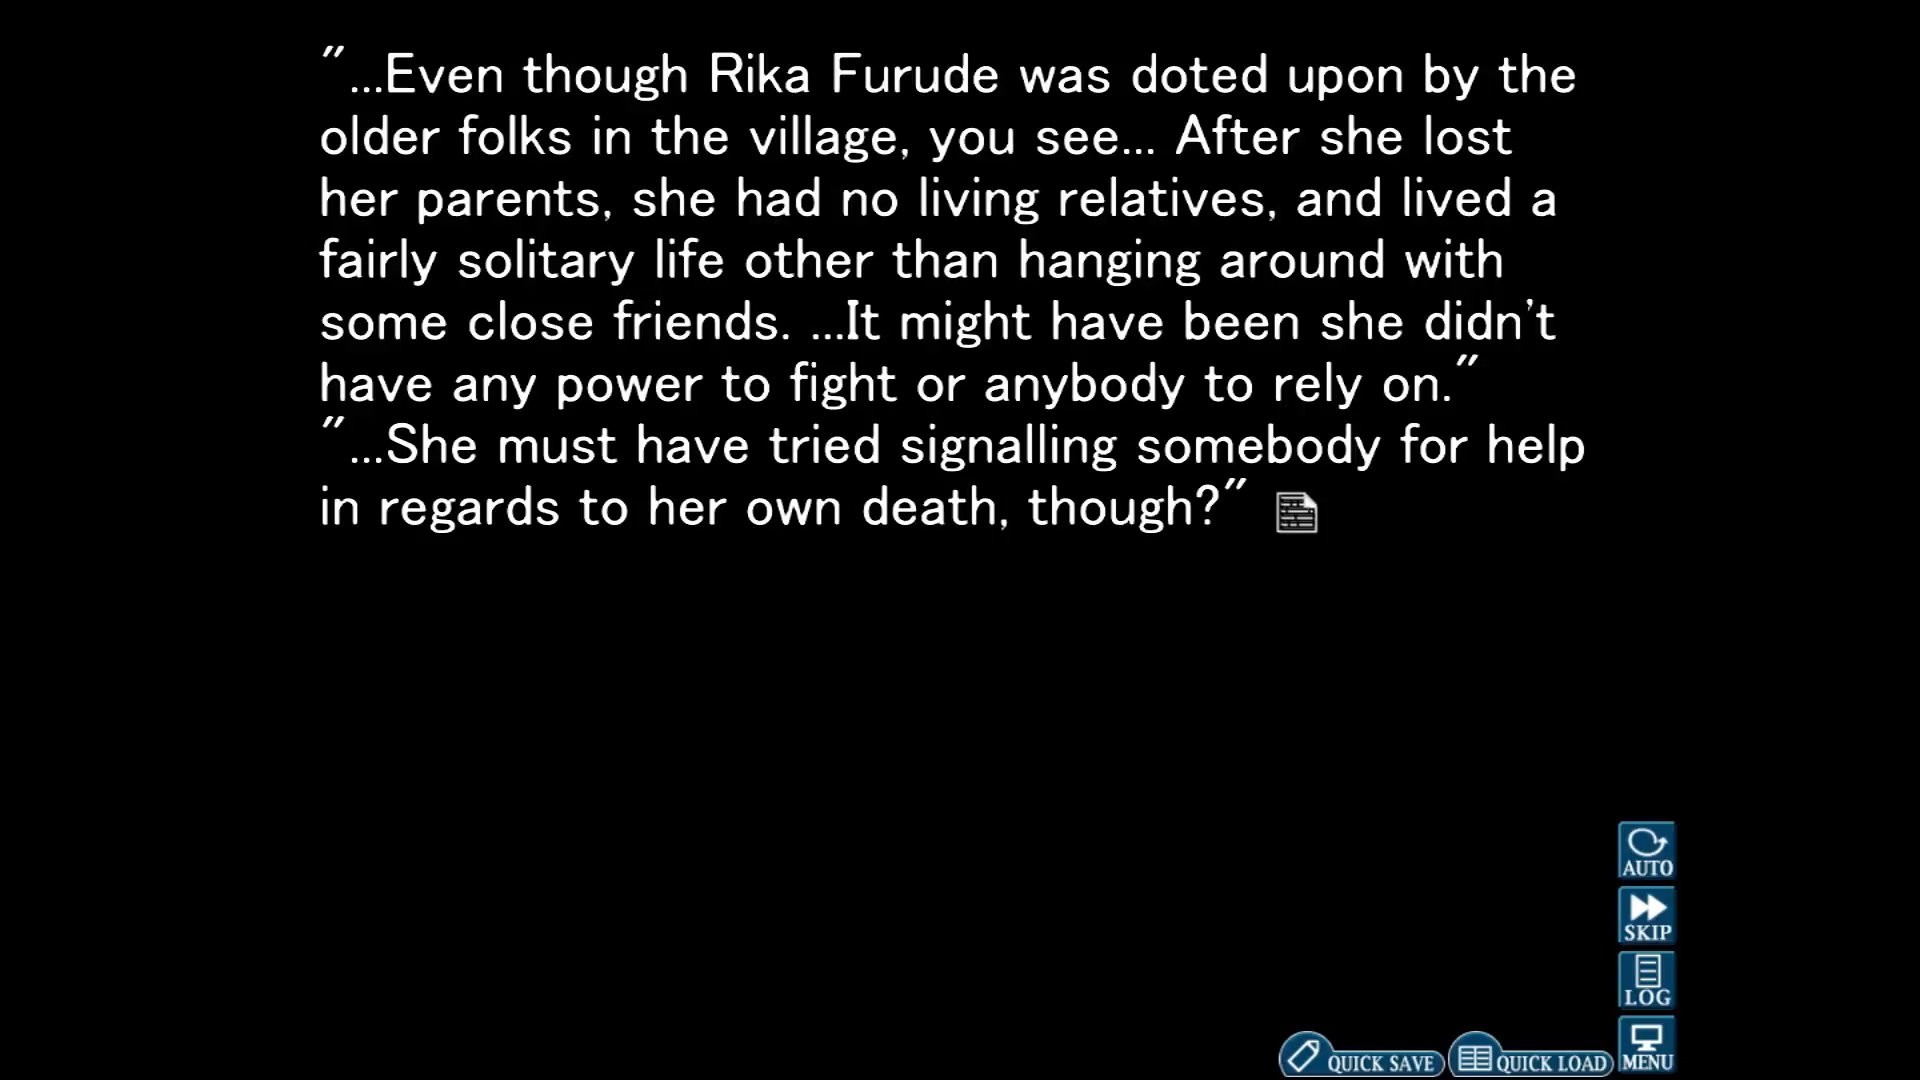 "...Even though Rika Furude was doted upon by the
older folks in the village, you see... After she lost
her parents, she had no living relatives, and lived a
fairly solitary life other than hanging around with
some close friends. ...It might have been she didn't
have any power to fight or anybody to rely on."
"...She must have tried signalling somebody for help
in regards to her own death, though?"
AUTO
SKIP
LOG
MENU
QUICK SAVE
QUICK LOAD